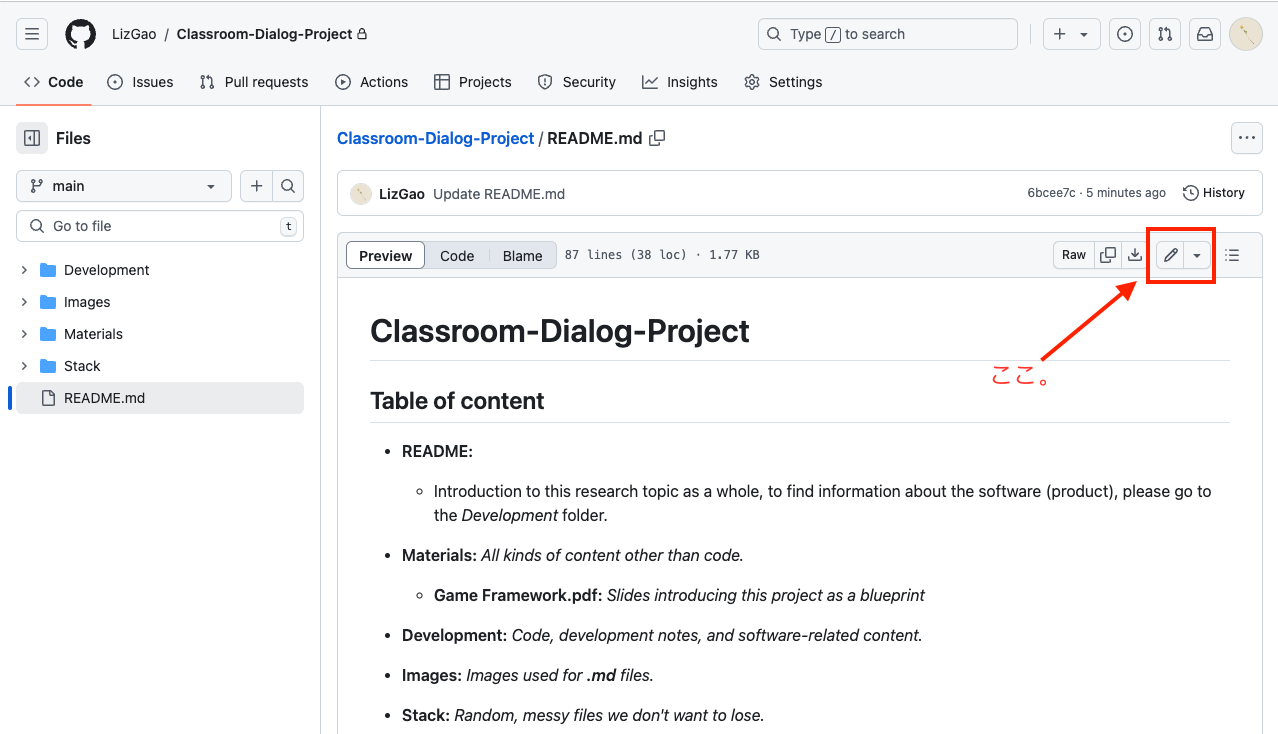 LizGao / Classroom-Dialog-Project
Type / to search
Code Issues Pull requests Actions Projects Security Insights Settings
Files
main
Go to file
t
Development
Images
Materials
Stack
README.md
Classroom-Dialog-Project / README.md
LizGao Update README.md
6bcee7c · 5 minutes ago History
Preview Code Blame 87 lines (38 loc) · 1.77 KB Raw
ここ。
Classroom-Dialog-Project
Table of content
• README:
Introduction to this research topic as a whole, to find information about the software (product), please go to
the Development folder.
• Materials: All kinds of content other than code.
Game Framework.pdf: Slides introducing this project as a blueprint
• Development: Code, development notes, and software-related content.
• Images: Images used for .md files.
• Stack: Random, messy files we don't want to lose.